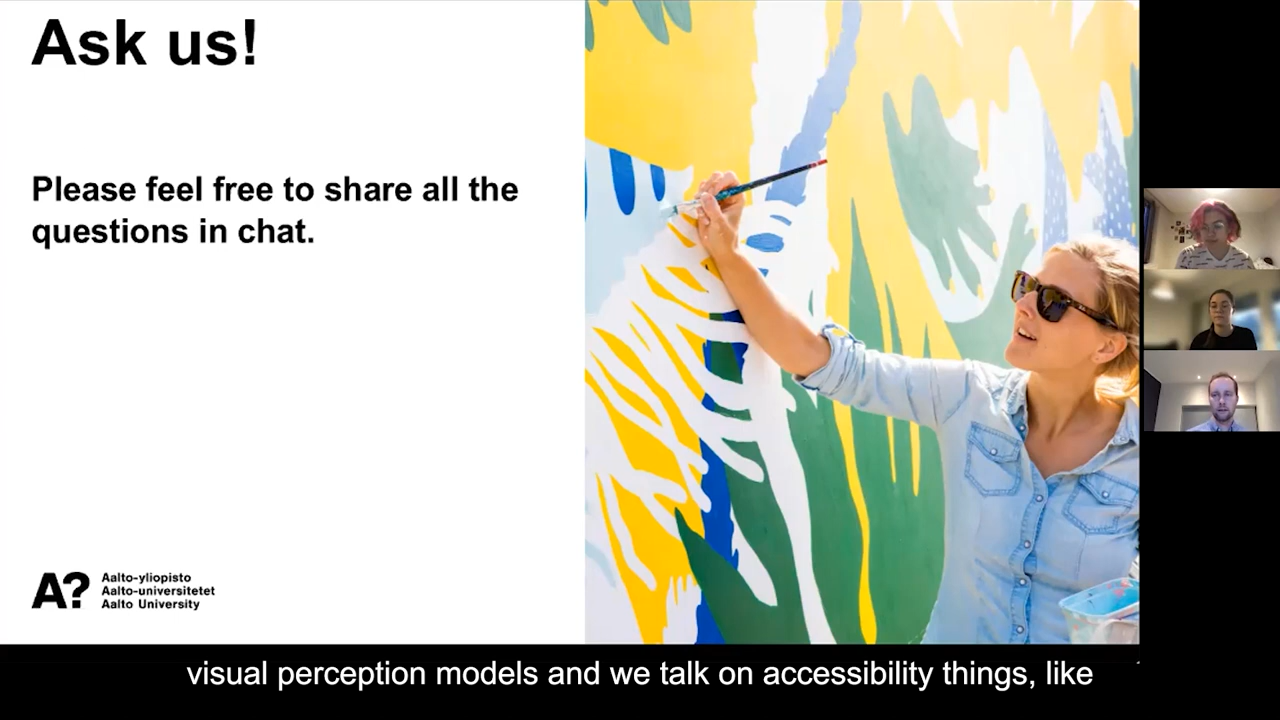 Ask us!
Please feel free to share all the
questions in chat.
A?
Aalto-yliopisto
Aalto-universitetet
Aalto University
visual perception models and we talk on accessibility things, like